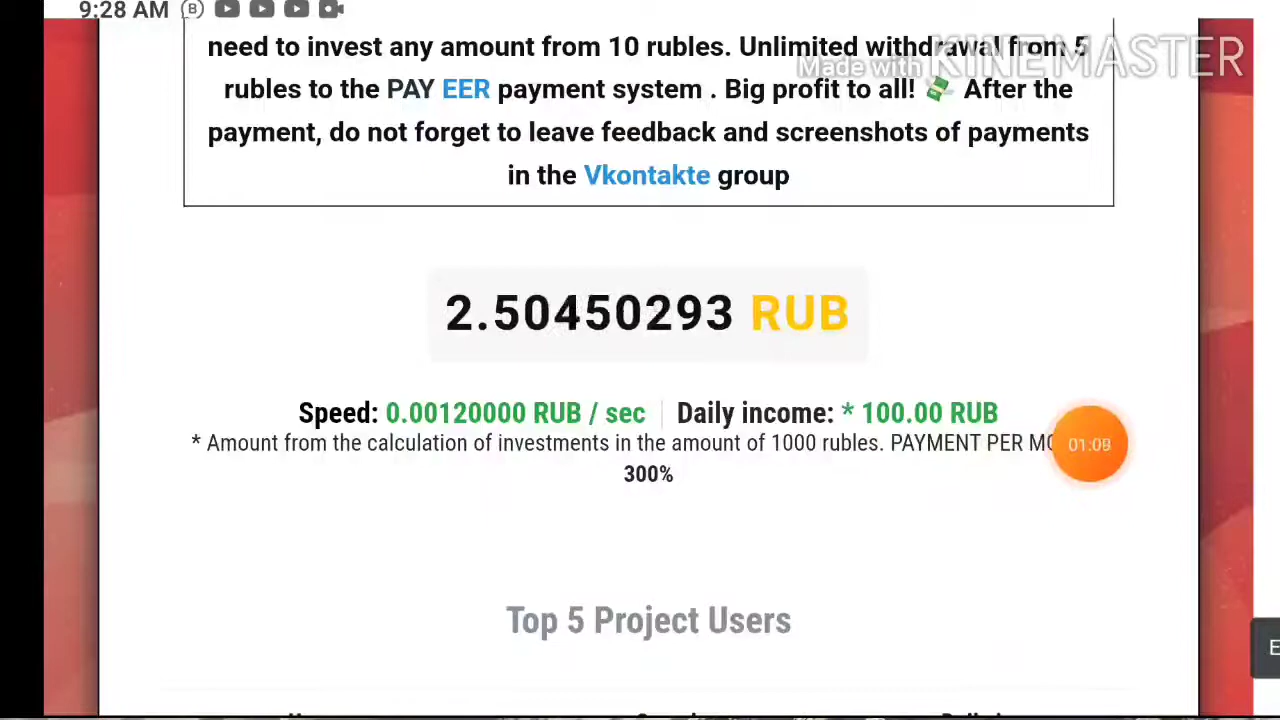 9:28 AM
Made with KINEMASTER
need to invest any amount from 10 rubles. Unlimited withdrawal from 5
rubles to the PAY EER payment system . Big profit to all! 💸 After the
payment, do not forget to leave feedback and screenshots of payments
in the Vkontakte group
2.50450293 RUB
Speed: 0.00120000 RUB / sec | Daily income: * 100.00 RUB
* Amount from the calculation of investments in the amount of 1000 rubles. PAYMENT PER
300%
01:08
Top 5 Project Users